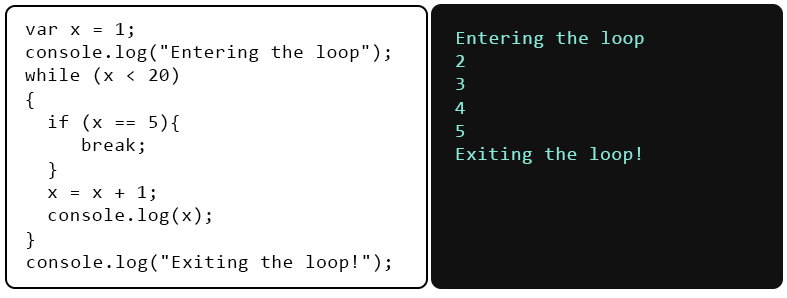 var x = 1;
console.log("Entering the loop");
while (x < 20)
{
  if (x == 5){
     break;
  }
  x = x + 1;
  console.log(x);
}
console.log("Exiting the loop!");
Entering the loop
2
3
4
5
Exiting the loop!